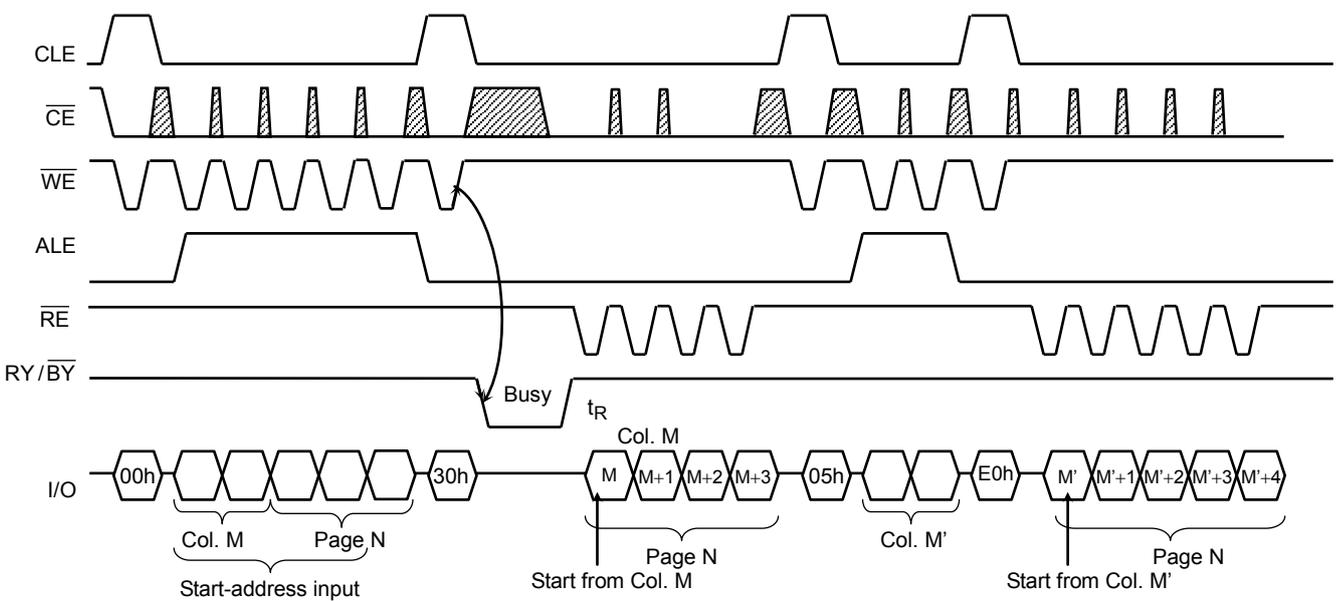 CLE
CE
WE
ALE
RE
RY/BY
Busy
tR
Col. M
I/O
00h
30h
M
M+1
M+2
M+3
05h
E0h
M'
M'+1
M'+2
M'+3
M'+4
Col. M
Page N
Page N
Col. M'
Page N
Start-address input
Start from Col. M
Start from Col. M'